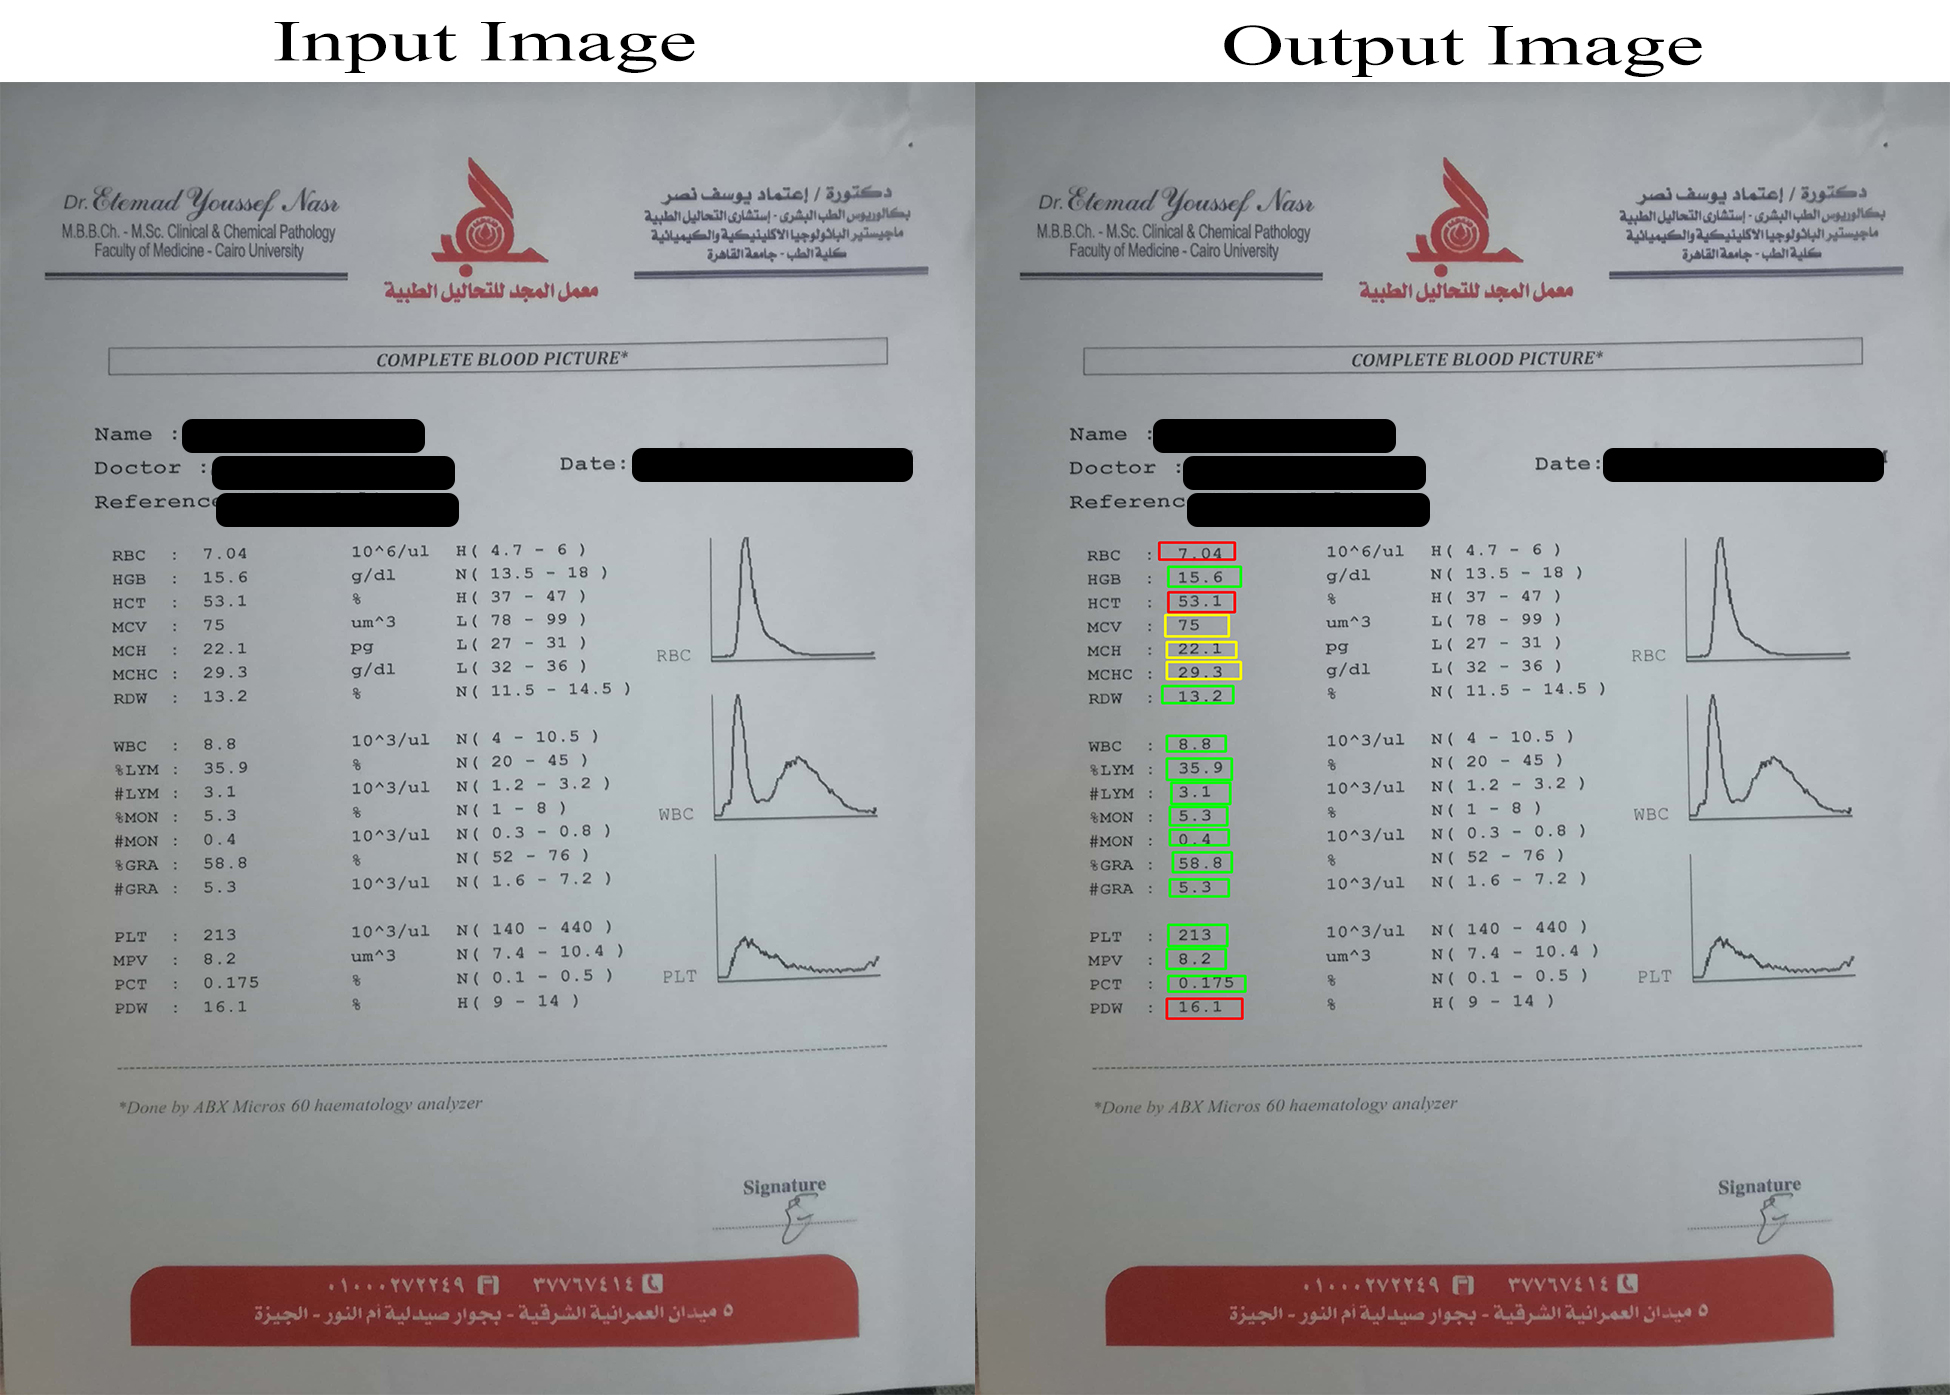 Input Image
Dr. Etemad Youssef Nasr
M.B.B.Ch. - M.Sc. Clinical & Chemical Pathology
Faculty of Medicine - Cairo University
معمل المجد للتحاليل الطبية
دكتورة / إعتماد يوسف نصر
بكالوريوس الطب البشرى - إستشارى التحاليل الطبية
ماجيستير الباثولوجيا الاكلينيكية والكيميائية
كلية الطب - جامعة القاهرة
COMPLETE BLOOD PICTURE*
Name :
Doctor :
Date:
Reference
RBC : 7.04 10^6/ul H( 4.7 - 6 )
HGB : 15.6 g/dl N( 13.5 - 18 )
HCT : 53.1 % H( 37 - 47 )
MCV : 75 um^3 L( 78 - 99 )
MCH : 22.1 pg L( 27 - 31 )
MCHC : 29.3 g/dl L( 32 - 36 )
RDW : 13.2 % N( 11.5 - 14.5 )
RBC
WBC : 8.8 10^3/ul N( 4 - 10.5 )
%LYM : 35.9 % N( 20 - 45 )
#LYM : 3.1 10^3/ul N( 1.2 - 3.2 )
%MON : 5.3 % N( 1 - 8 )
#MON : 0.4 10^3/ul N( 0.3 - 0.8 )
%GRA : 58.8 % N( 52 - 76 )
#GRA : 5.3 10^3/ul N( 1.6 - 7.2 )
WBC
PLT : 213 10^3/ul N( 140 - 440 )
MPV : 8.2 um^3 N( 7.4 - 10.4 )
PCT : 0.175 % N( 0.1 - 0.5 )
PDW : 16.1 % H( 9 - 14 )
PLT
*Done by ABX Micros 60 haematology analyzer
Signature
٣٧٧٦٧٤١٤ ٠١٠٠٠٢٧٢٢٤٩
٥ ميدان العمرانية الشرقية - بجوار صيدلية أم النور - الجيزة
Output Image
Dr. Etemad Youssef Nasr
M.B.B.Ch. - M.Sc. Clinical & Chemical Pathology
Faculty of Medicine - Cairo University
معمل المجد للتحاليل الطبية
دكتورة / إعتماد يوسف نصر
بكالوريوس الطب البشرى - إستشارى التحاليل الطبية
ماجيستير الباثولوجيا الاكلينيكية والكيميائية
كلية الطب - جامعة القاهرة
COMPLETE BLOOD PICTURE*
Name :
Doctor :
Date:
Referenc
RBC : 7.04 10^6/ul H( 4.7 - 6 )
HGB : 15.6 g/dl N( 13.5 - 18 )
HCT : 53.1 % H( 37 - 47 )
MCV : 75 um^3 L( 78 - 99 )
MCH : 22.1 pg L( 27 - 31 )
MCHC : 29.3 g/dl L( 32 - 36 )
RDW : 13.2 % N( 11.5 - 14.5 )
RBC
WBC : 8.8 10^3/ul N( 4 - 10.5 )
%LYM : 35.9 % N( 20 - 45 )
#LYM : 3.1 10^3/ul N( 1.2 - 3.2 )
%MON : 5.3 % N( 1 - 8 )
#MON : 0.4 10^3/ul N( 0.3 - 0.8 )
%GRA : 58.8 % N( 52 - 76 )
#GRA : 5.3 10^3/ul N( 1.6 - 7.2 )
WBC
PLT : 213 10^3/ul N( 140 - 440 )
MPV : 8.2 um^3 N( 7.4 - 10.4 )
PCT : 0.175 % N( 0.1 - 0.5 )
PDW : 16.1 % H( 9 - 14 )
PLT
*Done by ABX Micros 60 haematology analyzer
Signature
٣٧٧٦٧٤١٤ ٠١٠٠٠٢٧٢٢٤٩
٥ ميدان العمرانية الشرقية - بجوار صيدلية أم النور - الجيزة